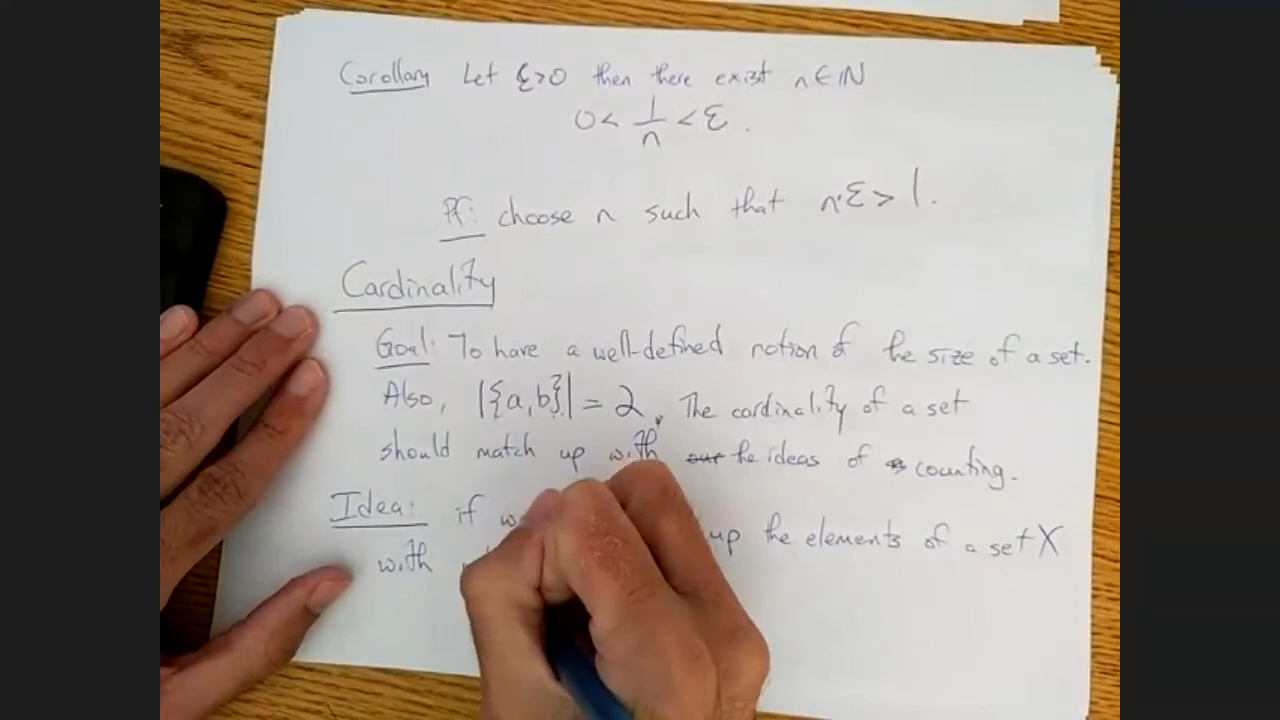 Corollary Let ε>0 then there exist n∈ℕ
0 < 1/n < ε.
Pf: choose n such that n·ε > 1.
Cardinality
Goal: To have a well-defined notion of the size of a set.
Also, |{a,b}| = 2. The cardinality of a set
should match up with the ideas of counting.
Idea: if up the elements of a set X
with